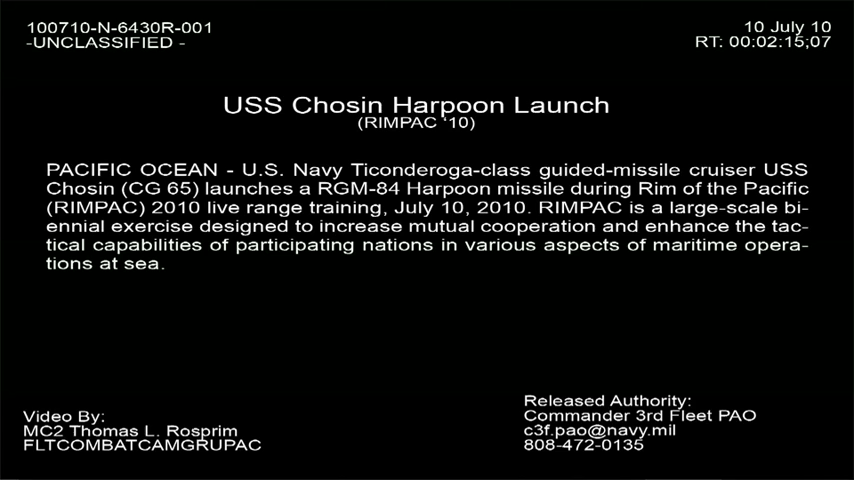 100710-N-6430R-001
-UNCLASSIFIED -
10 July 10
RT: 00:02:15;07
USS Chosin Harpoon Launch
(RIMPAC '10)
PACIFIC OCEAN - U.S. Navy Ticonderoga-class guided-missile cruiser USS
Chosin (CG 65) launches a RGM-84 Harpoon missile during Rim of the Pacific
(RIMPAC) 2010 live range training, July 10, 2010. RIMPAC is a large-scale bi-
ennial exercise designed to increase mutual cooperation and enhance the tac-
tical capabilities of participating nations in various aspects of maritime opera-
tions at sea.
Video By;
MC2 Thomas L. Rosprim
FLTCOMBATCAMGRUPAC
Released Authority:
Commander 3rd Fleet PAO
c3f.pao@navy.mil
808-472-0135